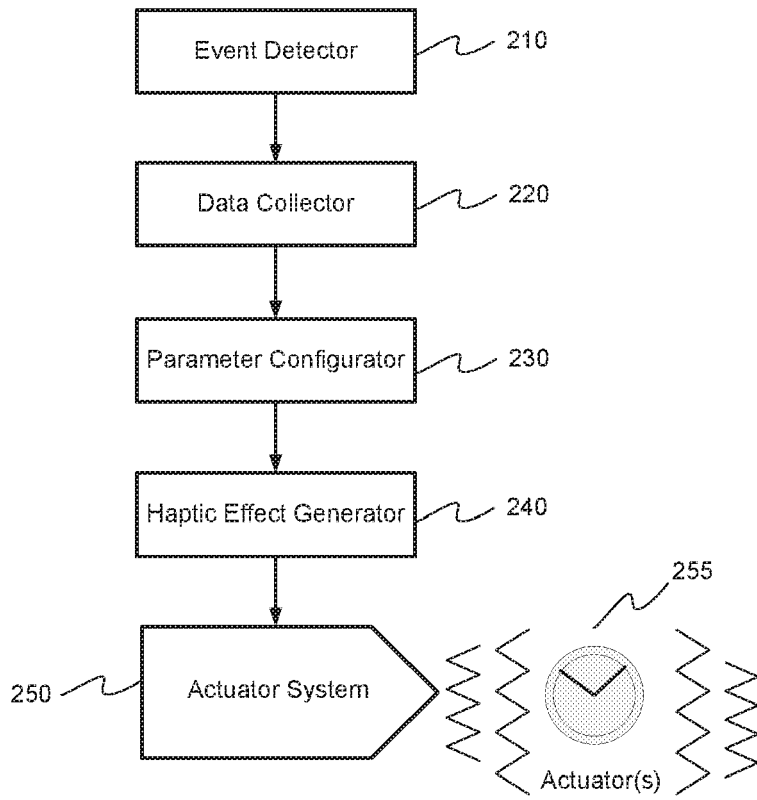 Event Detector
210
Data Collector
220
Parameter Configurator
230
Haptic Effect Generator
240
255
250
Actuator System
Actuator(s)